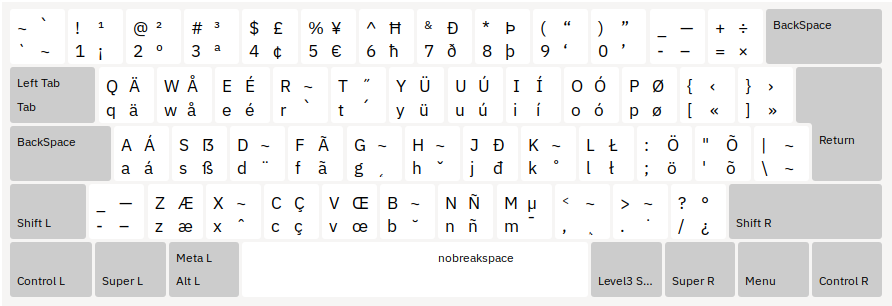 ~ ` ! ¹ @ ² # ³ $ £ % ¥ ^ Ħ & Ð * Þ ( “ ) ” _ — + ÷ BackSpace
` ~ 1 ¡ 2 º 3 ª 4 ¢ 5 € 6 ħ 7 ð 8 þ 9 ‘ 0 ’ - – = ×
Left Tab Q Ä W Å E É R ~ T ˝ Y Ü U Ú I Í O Ó P Ø { ‹ } ›
Tab q ä w å e é r ` t ´ y ü u ú i í o ó p ø [ « ] »
BackSpace A Á S ẞ D ~ F Ã G ~ H ~ J Đ K ~ L Ł : Ö " Õ | ~ Return
a á s ß d ¨ f ã g ¸ h ˇ j đ k ° l ł ; ö ' õ \ ~
_ — Z Æ X ~ C Ç V Œ B ~ N Ñ M µ < ~ > ~ ? °
Shift L - – z æ x ^ c ç v œ b ˘ n ñ m ¯ , ˛ . ˙ / ¿ Shift R
Meta L nobreakspace
Control L Super L Alt L Level3 S... Super R Menu Control R